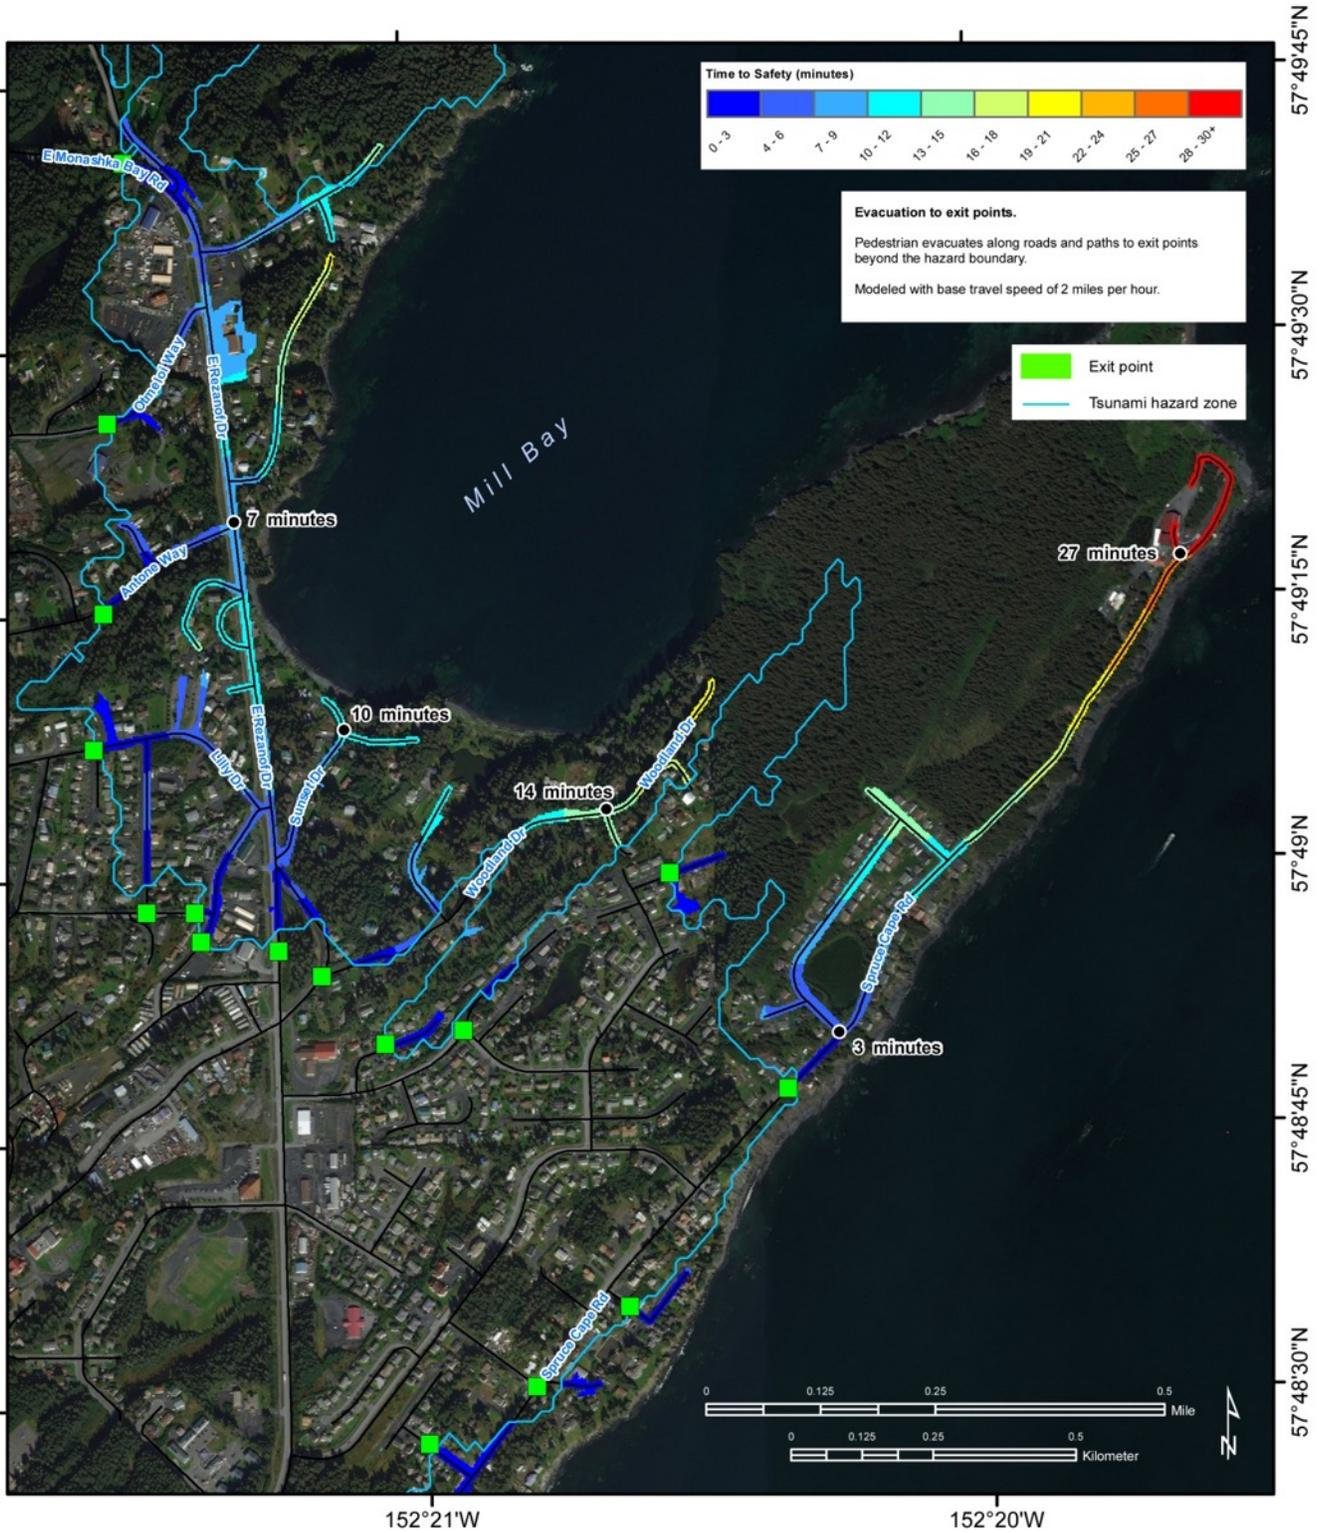 57°49'45"N
Time to Safety (minutes)
0 - 3
4 - 6
7 - 9
10 - 12
13 - 15
16 - 18
19 - 21
22 - 24
25 - 27
28 - 30+
E Monashka Bay Rd
Evacuation to exit points.
Pedestrian evacuates along roads and paths to exit points
beyond the hazard boundary.
Modeled with base travel speed of 2 miles per hour.
57°49'30"N
Exit point
Tsunami hazard zone
Otmeloi Way
E Rezanof Dr
Mill Bay
7 minutes
27 minutes
Antone Way
57°49'15"N
10 minutes
E Rezanof Dr
Lilly Dr
Sunset Dr
14 minutes
Woodland Dr
Woodland Dr
57°49'N
Spruce Cape Rd
3 minutes
57°48'45"N
Spruce Cape Rd
57°48'30"N
0 0.125 0.25 0.5
Mile
0 0.125 0.25 0.5
Kilometer
N
152°21'W
152°20'W